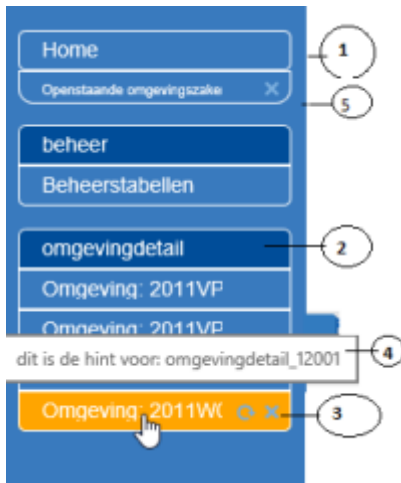 Home
1
Openstaande omgevingszake
5
beheer
Beheerstabellen
omgevingdetail
2
Omgeving: 2011VP
Omgeving: 2011VP
dit is de hint voor: omgevingdetail_12001
4
Omgeving: 2011W(
3